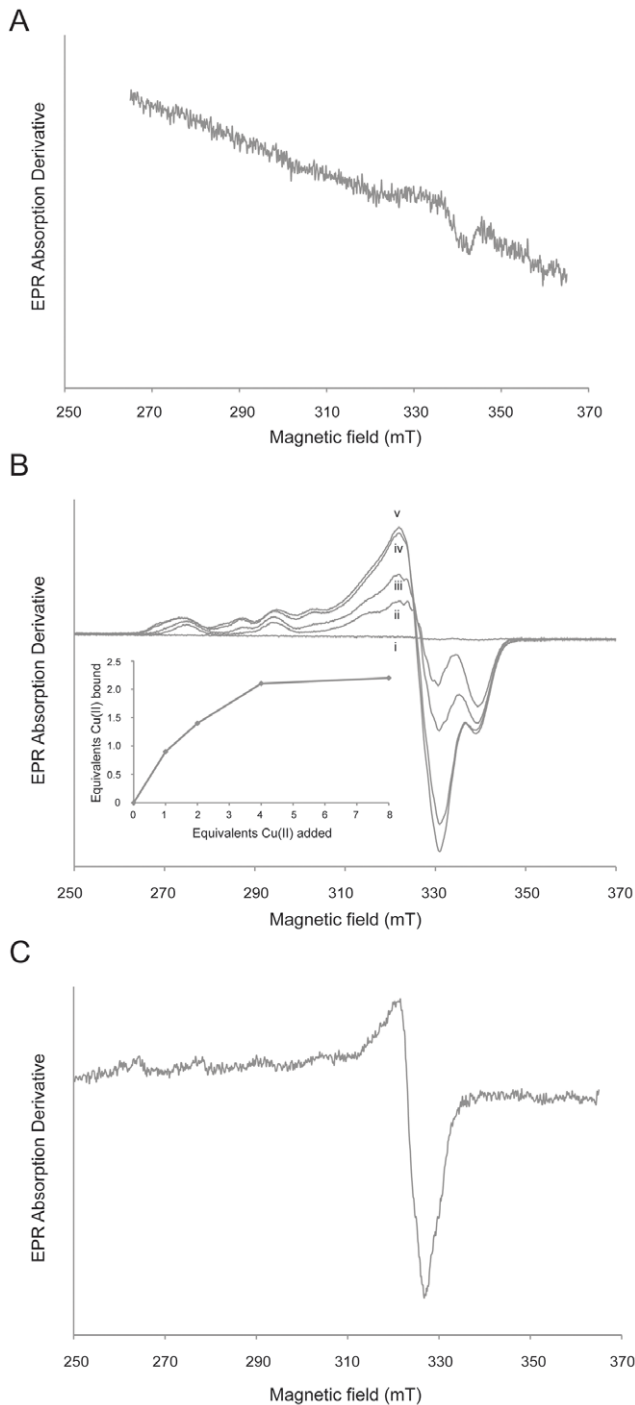 A
EPR Absorption Derivative
250 270 290 310 330 350 370
Magnetic field (mT)
B
EPR Absorption Derivative
v
iv
iii
ii
i
Equivalents Cu(II) bound
2.5
2.0
1.5
1.0
0.5
0
0 1 2 3 4 5 6 7 8
Equivalents Cu(II) added
250 270 290 310 330 350 370
Magnetic field (mT)
C
EPR Absorption Derivative
250 270 290 310 330 350 370
Magnetic field (mT)